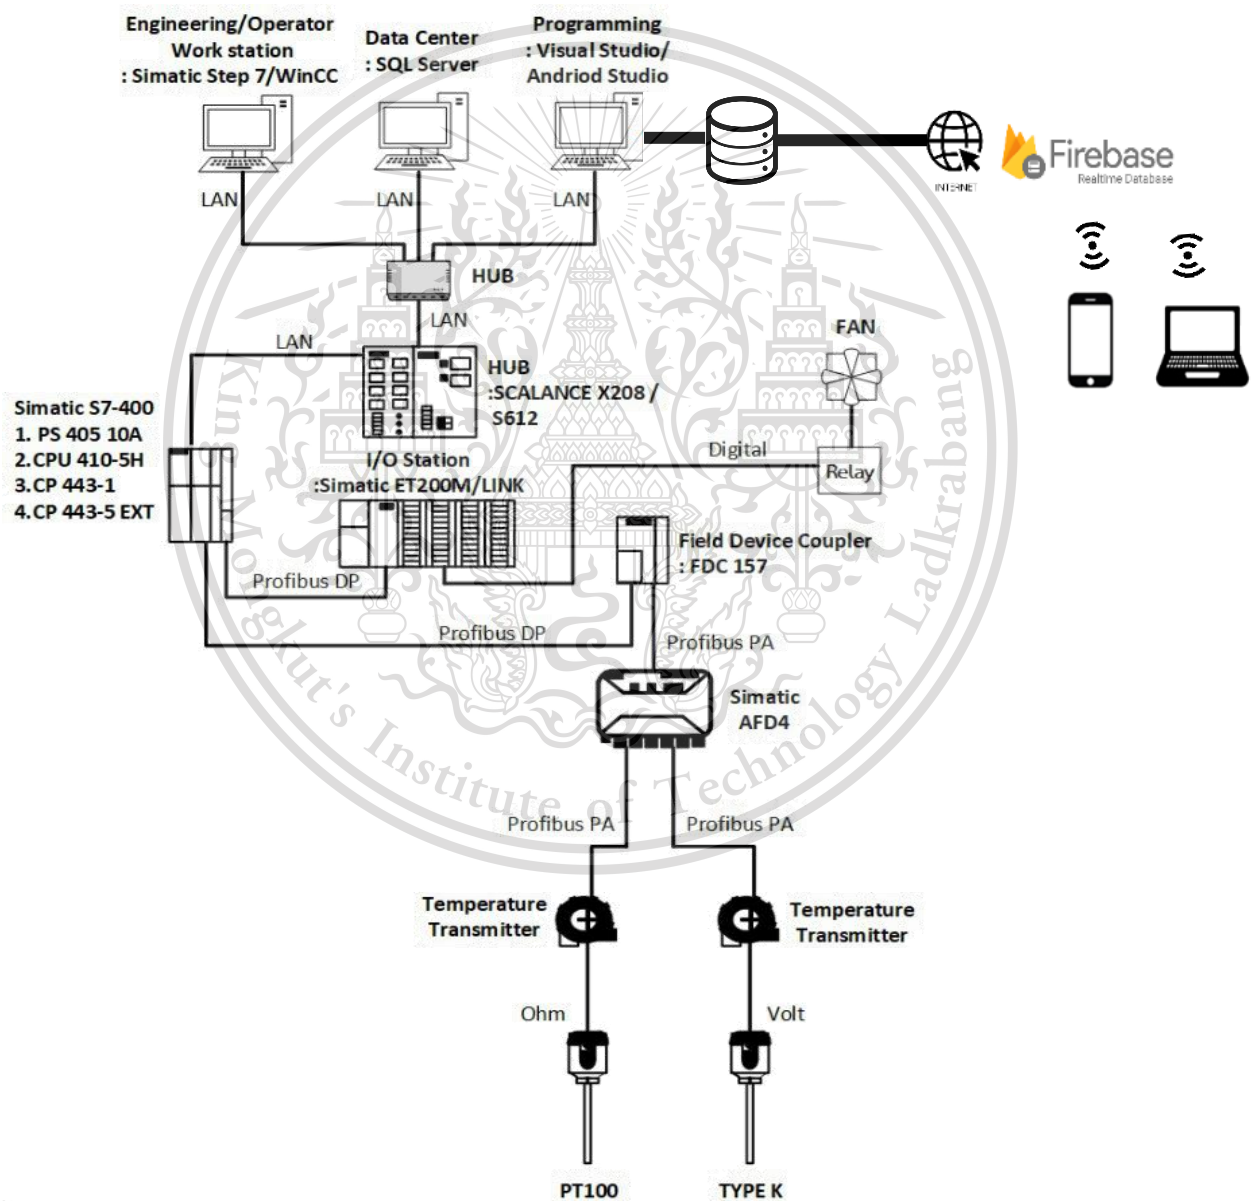 Engineering/Operator
Work station
: Simatic Step 7/WinCC
Data Center
: SQL Server
Programming
: Visual Studio/
Andriod Studio
INTERNET
Firebase
Realtime Database
LAN
LAN
LAN
HUB
LAN
LAN
HUB
:SCALANCE X208 /
S612
FAN
Simatic S7-400
1. PS 405 10A
2.CPU 410-5H
3.CP 443-1
4.CP 443-5 EXT
I/O Station
:Simatic ET200M/LINK
Digital
Relay
Field Device Coupler
: FDC 157
Profibus DP
Profibus DP
Profibus PA
Simatic
AFD4
Profibus PA
Profibus PA
Temperature
Transmitter
Temperature
Transmitter
Ohm
Volt
PT100
TYPE K
King Mongkut's Institute of Technology Ladkrabang